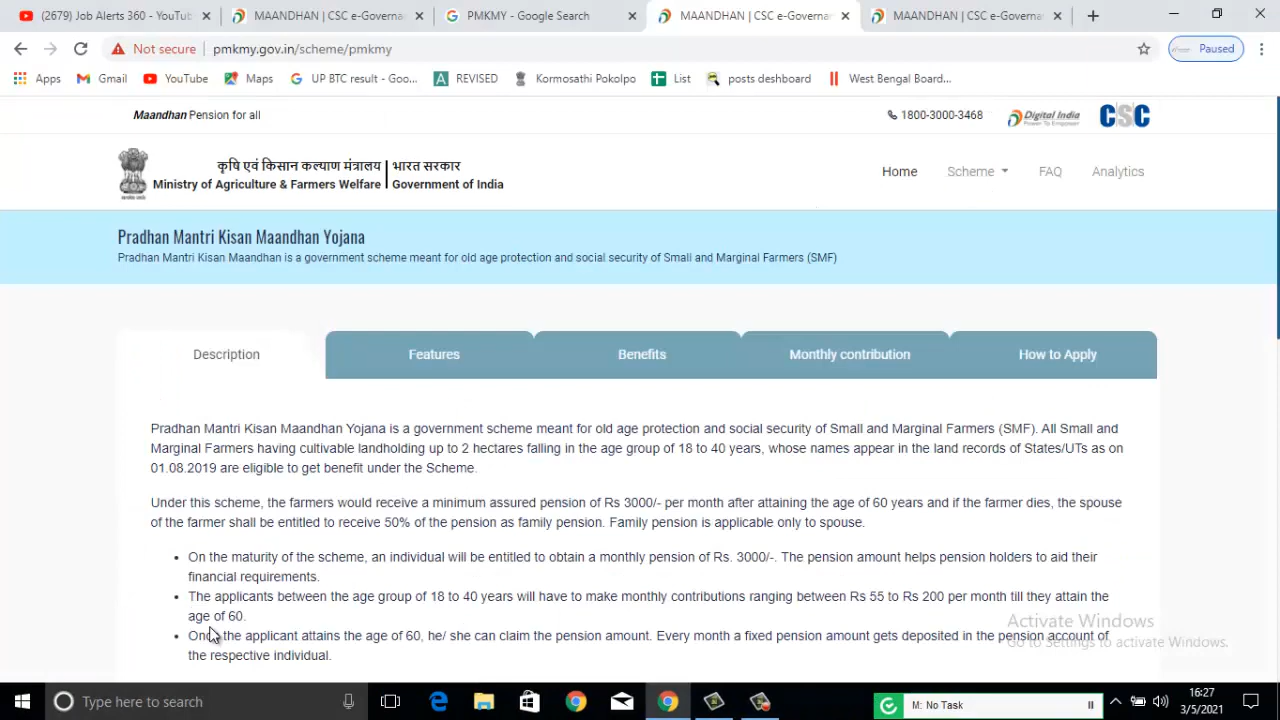 (2679) Job Alerts 360 - YouTub
MAANDHAN | CSC e-Governa
PMKMY - Google Search
MAANDHAN | CSC e-Governa
MAANDHAN | CSC e-Governa
Not secure
pmkmy.gov.in/scheme/pmkmy
Paused
Apps
Gmail
YouTube
Maps
UP BTC result - Goo...
REVISED
Kormosathi Pokolpo
List
posts deshboard
West Bengal Board...
Maandhan Pension for all
1800-3000-3468
Digital India
Power To Empower
CSC
कृषि एवं किसान कल्याण मंत्रालय
भारत सरकार
Ministry of Agriculture & Farmers Welfare
Government of India
Home
Scheme
FAQ
Analytics
Pradhan Mantri Kisan Maandhan Yojana
Pradhan Mantri Kisan Maandhan is a government scheme meant for old age protection and social security of Small and Marginal Farmers (SMF)
Description
Features
Benefits
Monthly contribution
How to Apply
Pradhan Mantri Kisan Maandhan Yojana is a government scheme meant for old age protection and social security of Small and Marginal Farmers (SMF). All Small and
Marginal Farmers having cultivable landholding up to 2 hectares falling in the age group of 18 to 40 years, whose names appear in the land records of States/UTs as on
01.08.2019 are eligible to get benefit under the Scheme.
Under this scheme, the farmers would receive a minimum assured pension of Rs 3000/- per month after attaining the age of 60 years and if the farmer dies, the spouse
of the farmer shall be entitled to receive 50% of the pension as family pension. Family pension is applicable only to spouse.
• On the maturity of the scheme, an individual will be entitled to obtain a monthly pension of Rs. 3000/-. The pension amount helps pension holders to aid their
financial requirements.
• The applicants between the age group of 18 to 40 years will have to make monthly contributions ranging between Rs 55 to Rs 200 per month till they attain the
age of 60.
• Once the applicant attains the age of 60, he/ she can claim the pension amount. Every month a fixed pension amount gets deposited in the pension account of
the respective individual.
Activate Windows
Go to Settings to activate Windows.
Type here to search
M: No Task
16:27
3/5/2021